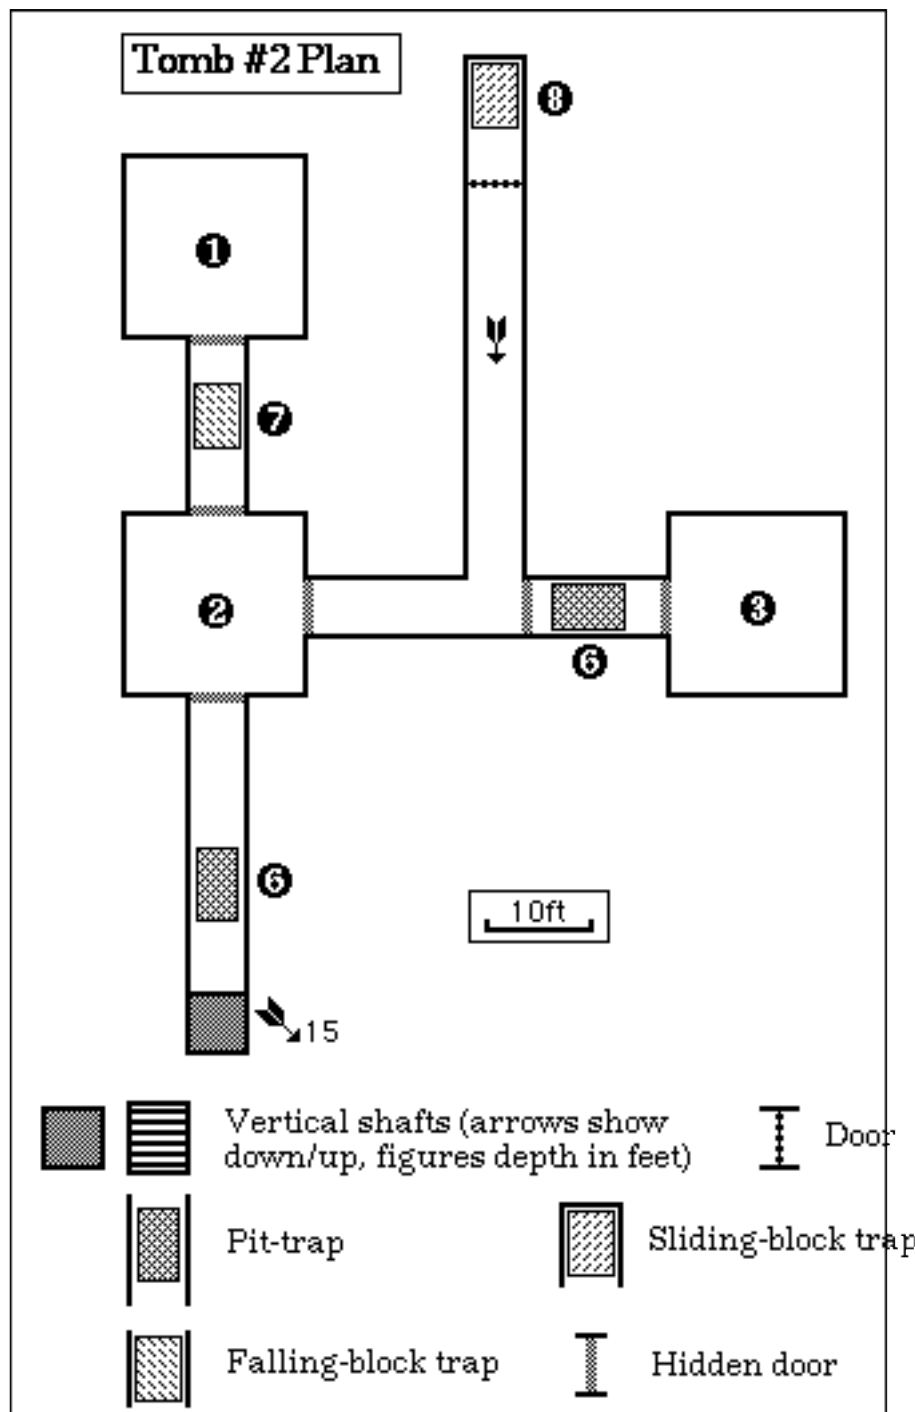 Tomb #2 Plan
8
1
7
2
3
6
6
10ft
15
Vertical shafts (arrows show
down/up, figures depth in feet)
Door
Pit-trap
Sliding-block trap
Falling-block trap
Hidden door